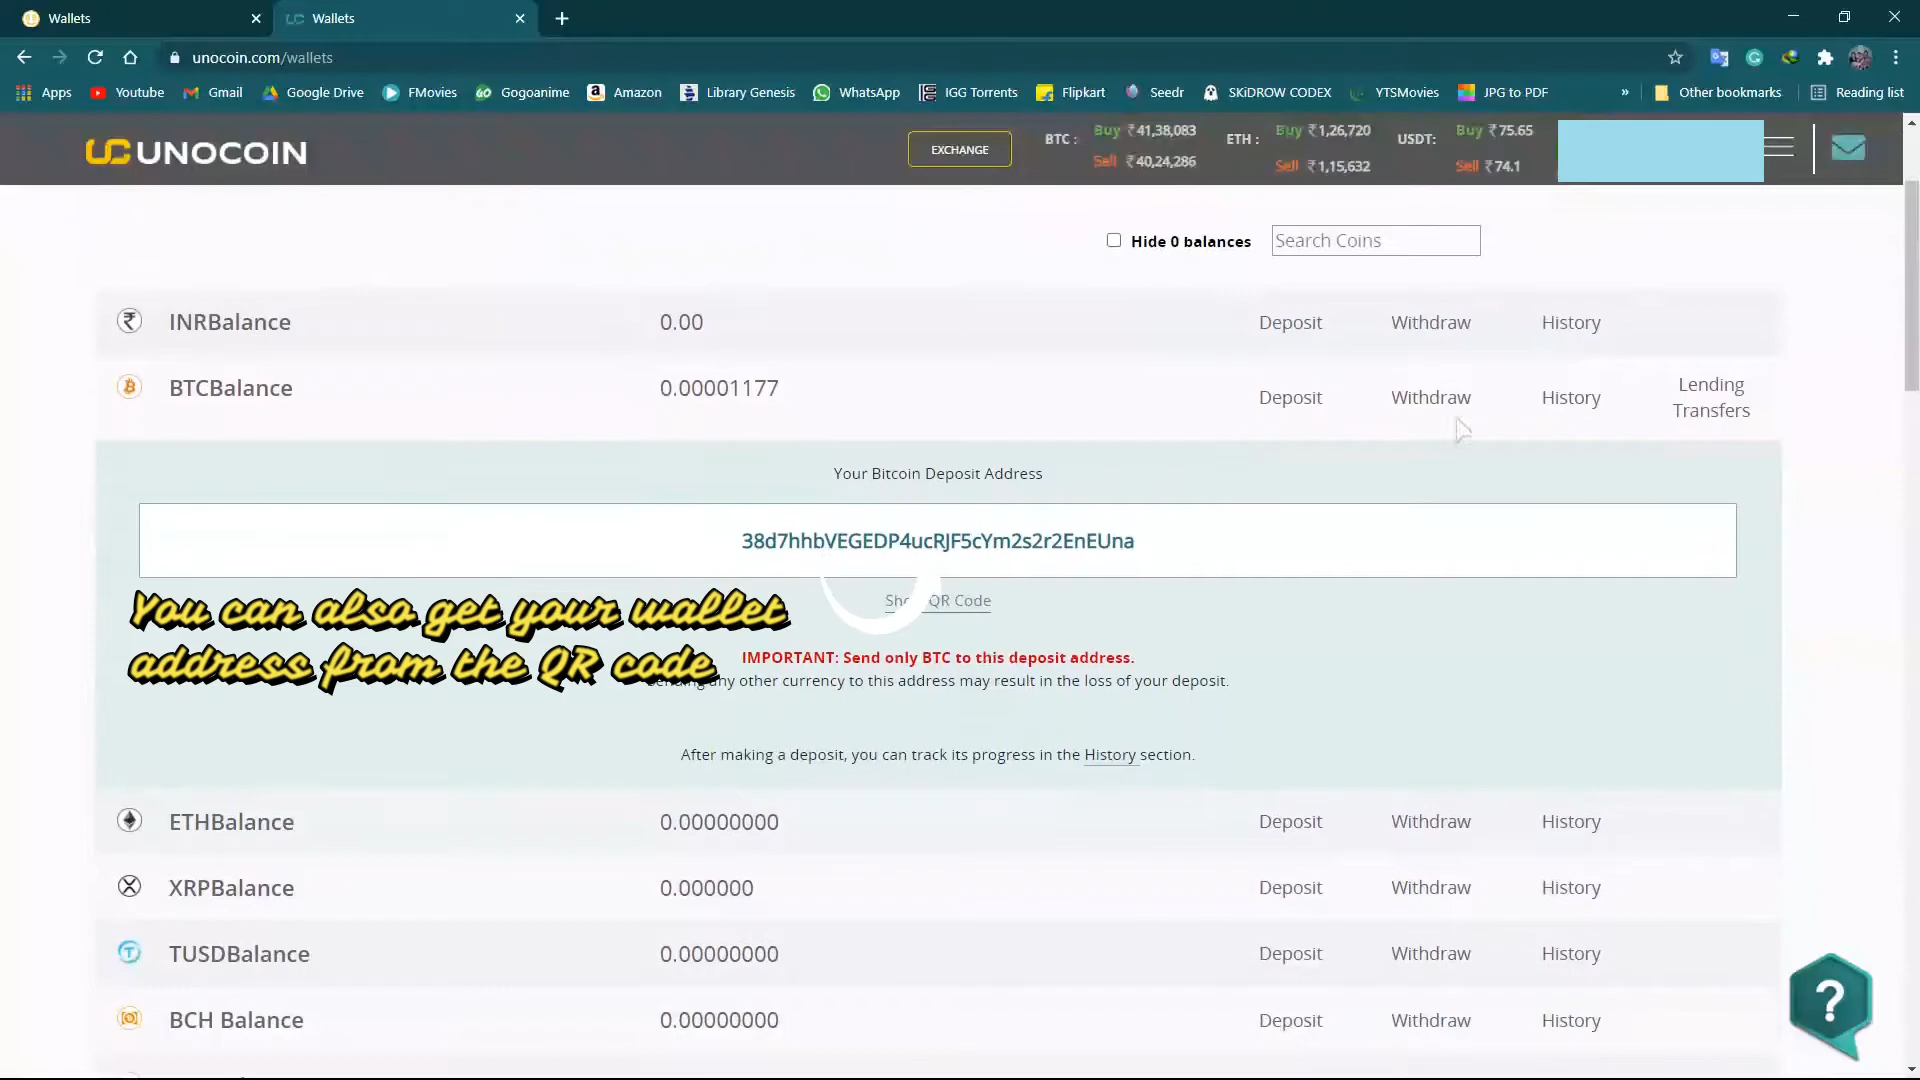 Wallets
Wallets
unocoin.com/wallets
Apps Youtube Gmail Google Drive FMovies Gogoanime Amazon Library Genesis WhatsApp IGG Torrents Flipkart Seedr SKiDROW CODEX YTSMovies JPG to PDF » Other bookmarks Reading list
UNOCOIN
EXCHANGE
BTC : Buy ₹41,38,083
Sell ₹40,24,286
ETH : Buy ₹1,26,720
Sell ₹1,15,632
USDT: Buy ₹75.65
Sell ₹74.1
Hide 0 balances Search Coins
INRBalance 0.00 Deposit Withdraw History
BTCBalance 0.00001177 Deposit Withdraw History Lending Transfers
Your Bitcoin Deposit Address
38d7hhbVEGEDP4ucRJF5cYm2s2r2EnEUna
QR Code
You can also get your wallet
address from the QR code
IMPORTANT: Send only BTC to this deposit address.
any other currency to this address may result in the loss of your deposit.
After making a deposit, you can track its progress in the History section.
ETHBalance 0.00000000 Deposit Withdraw History
XRPBalance 0.000000 Deposit Withdraw History
TUSDBalance 0.00000000 Deposit Withdraw History
BCH Balance 0.00000000 Deposit Withdraw History
?